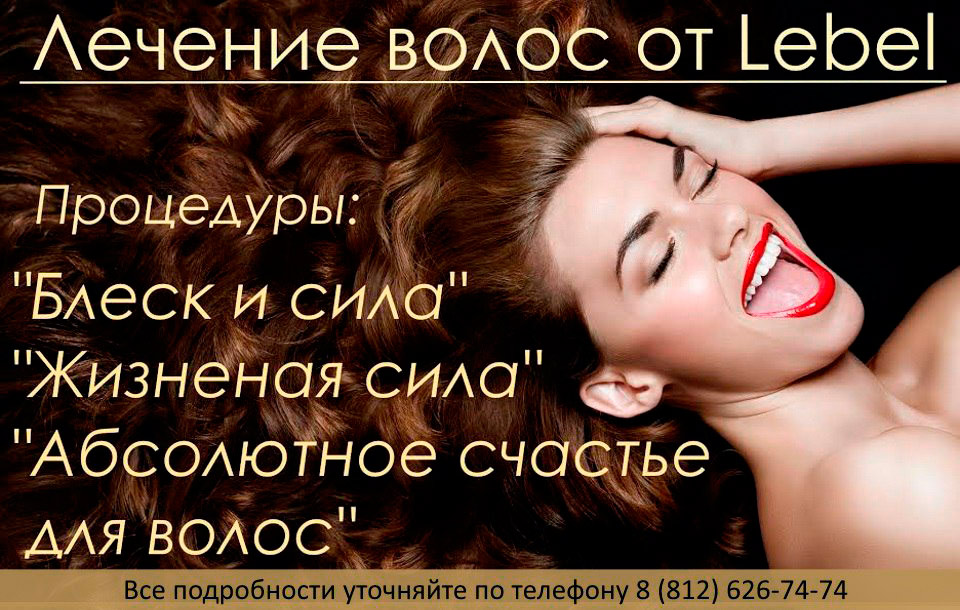 Лечение волос от Lebel
Процедуры:
"Блеск и сила"
"Жизненая сила"
"Абсолютное счастье
для волос"
Все подробности уточняйте по телефону 8 (812) 626-74-74